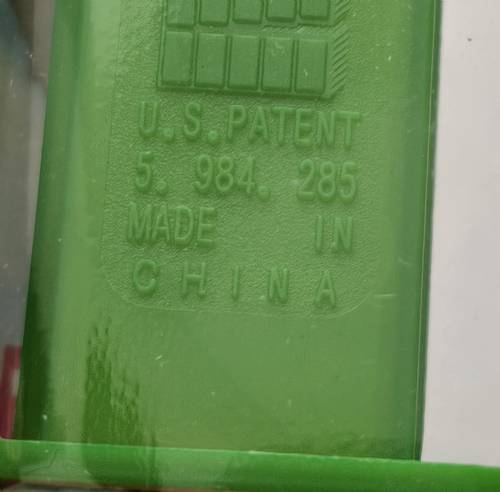 U.S.PATENT
5. 984. 285
MADE IN
CHINA